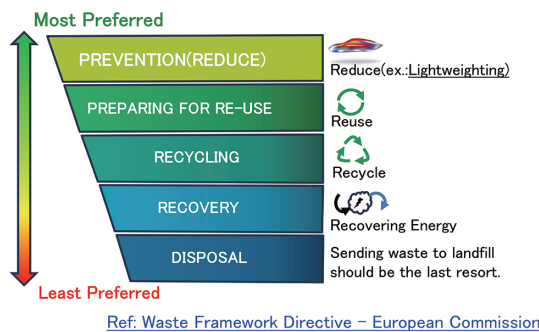 Most Preferred
PREVENTION(REDUCE)
Reduce(ex.:Lightweighting)
PREPARING FOR RE-USE
Reuse
RECYCLING
Recycle
RECOVERY
Recovering Energy
DISPOSAL
Sending waste to landfill
should be the last resort.
Least Preferred
Ref: Waste Framework Directive - European Commission